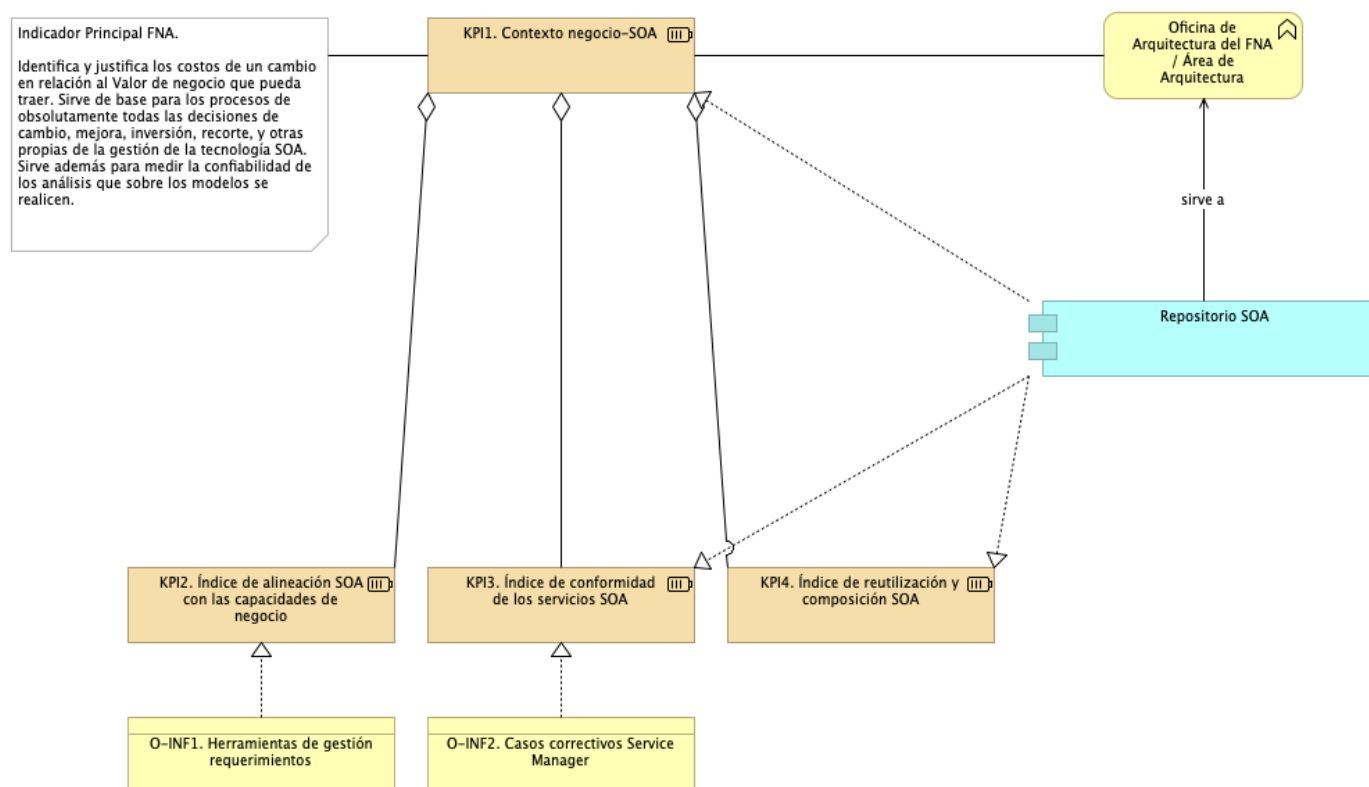 Indicador Principal FNA.
Identifica y justifica los costos de un cambio
en relación al Valor de negocio que pueda
traer. Sirve de base para los procesos de
obsolutamente todas las decisiones de
cambio, mejora, inversión, recorte, y otras
propias de la gestión de la tecnología SOA.
Sirve además para medir la confiabilidad de
los análisis que sobre los modelos se
realicen.
KPI1. Contexto negocio-SOA
Oficina de
Arquitectura del FNA
/ Área de
Arquitectura
sirve a
Repositorio SOA
KPI2. Índice de alineación SOA
con las capacidades de
negocio
KPI3. Índice de conformidad
de los servicios SOA
KPI4. Índice de reutilización y
composición SOA
O-INF1. Herramientas de gestión
requerimientos
O-INF2. Casos correctivos Service
Manager